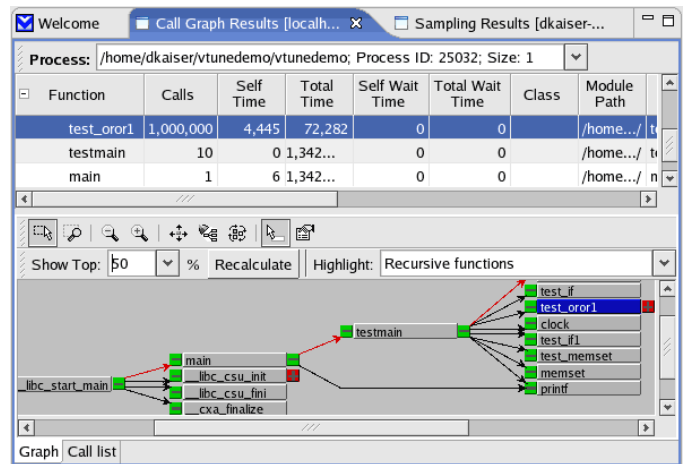 Welcome
Call Graph Results [localh...
Sampling Results [dkaiser-...
Process: /home/dkaiser/vtunedemo/vtunedemo; Process ID: 25032; Size: 1
Function Calls Self Time Total Time Self Wait Time Total Wait Time Class Module Path
test_oror1 1,000,000 4,445 72,282 0 0 /home.../
testmain 10 0 1,342... 0 0 /home.../
main 1 6 1,342... 0 0 /home.../
Show Top: 50 % Recalculate Highlight: Recursive functions
test_if
test_oror1
clock
testmain
test_if1
test_memset
main
memset
__libc_csu_init
printf
__libc_start_main
__libc_csu_fini
__cxa_finalize
Graph Call list